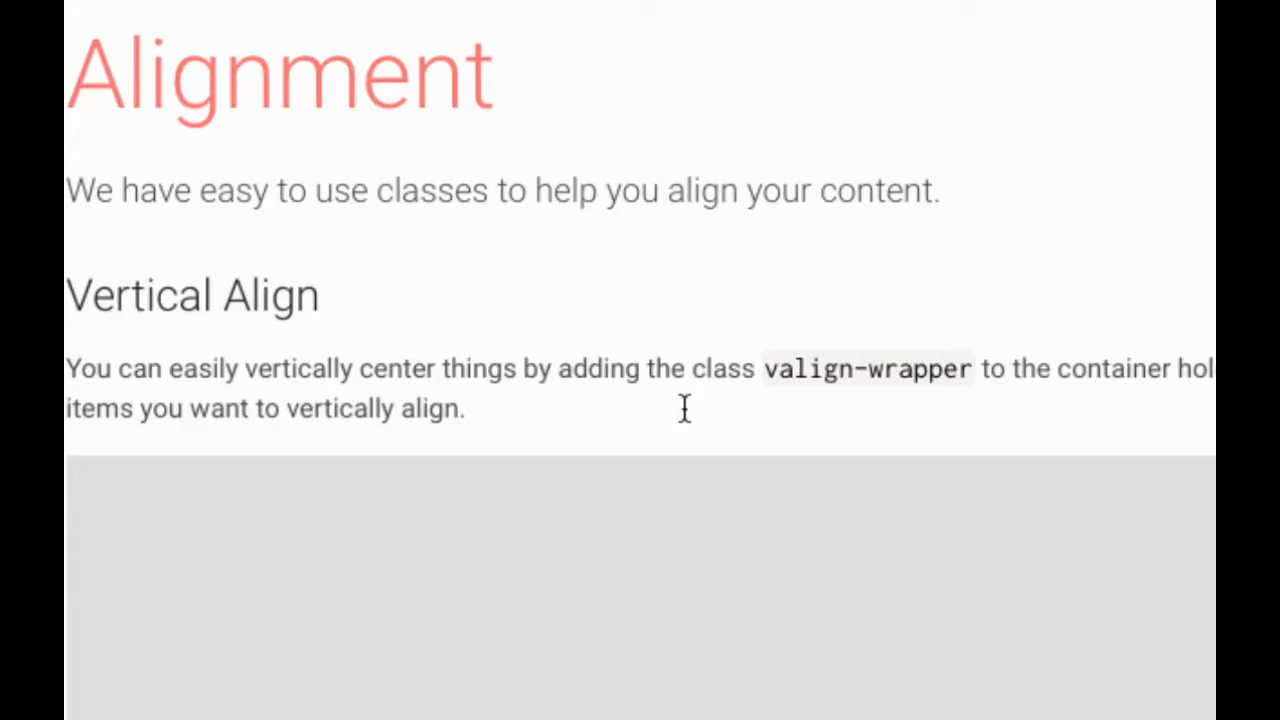 Alignment
We have easy to use classes to help you align your content.
Vertical Align
You can easily vertically center things by adding the class valign-wrapper to the container hol
items you want to vertically align.